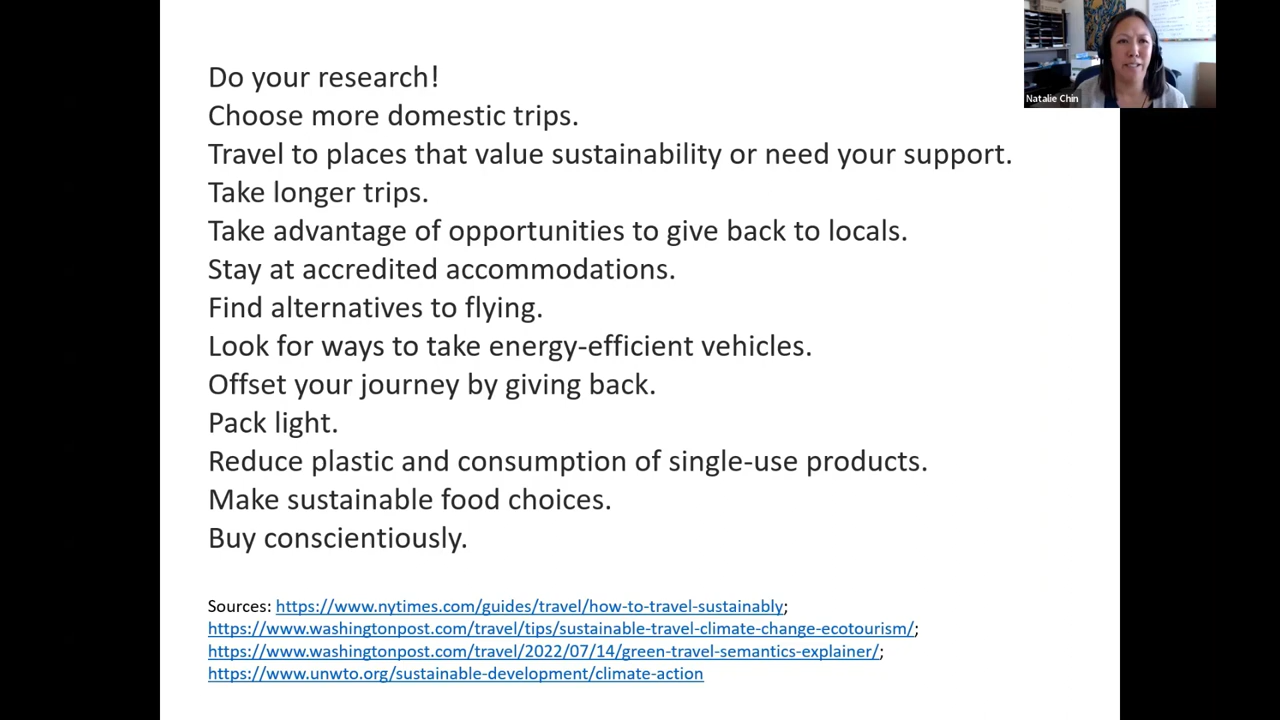 Do your research!
Choose more domestic trips.
Travel to places that value sustainability or need your support.
Take longer trips.
Take advantage of opportunities to give back to locals.
Stay at accredited accommodations.
Find alternatives to flying.
Look for ways to take energy-efficient vehicles.
Offset your journey by giving back.
Pack light.
Reduce plastic and consumption of single-use products.
Make sustainable food choices.
Buy conscientiously.
Sources: https://www.nytimes.com/guides/travel/how-to-travel-sustainably;
https://www.washingtonpost.com/travel/tips/sustainable-travel-climate-change-ecotourism/;
https://www.washingtonpost.com/travel/2022/07/14/green-travel-semantics-explainer/;
https://www.unwto.org/sustainable-development/climate-action
Natalie Chin